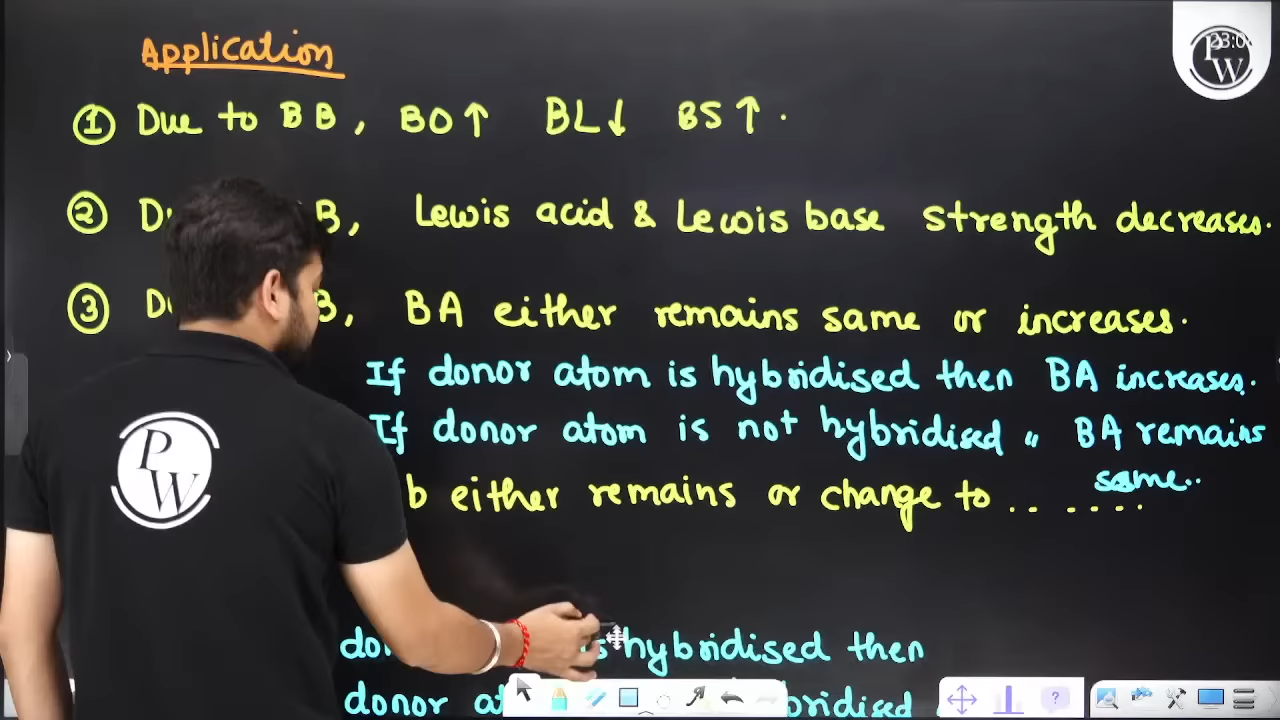 Application
23:0
P
W
① Due to BB, BO↑ BL↓ BS↑.
② B, Lewis acid & Lewis base strength decreases.
③ B, BA either remains same or increases.
If donor atom is hybridised then BA increases.
If donor atom is not hybridised " BA remains same..
b either remains or change to .. .....
P
W
hybridised then
donor